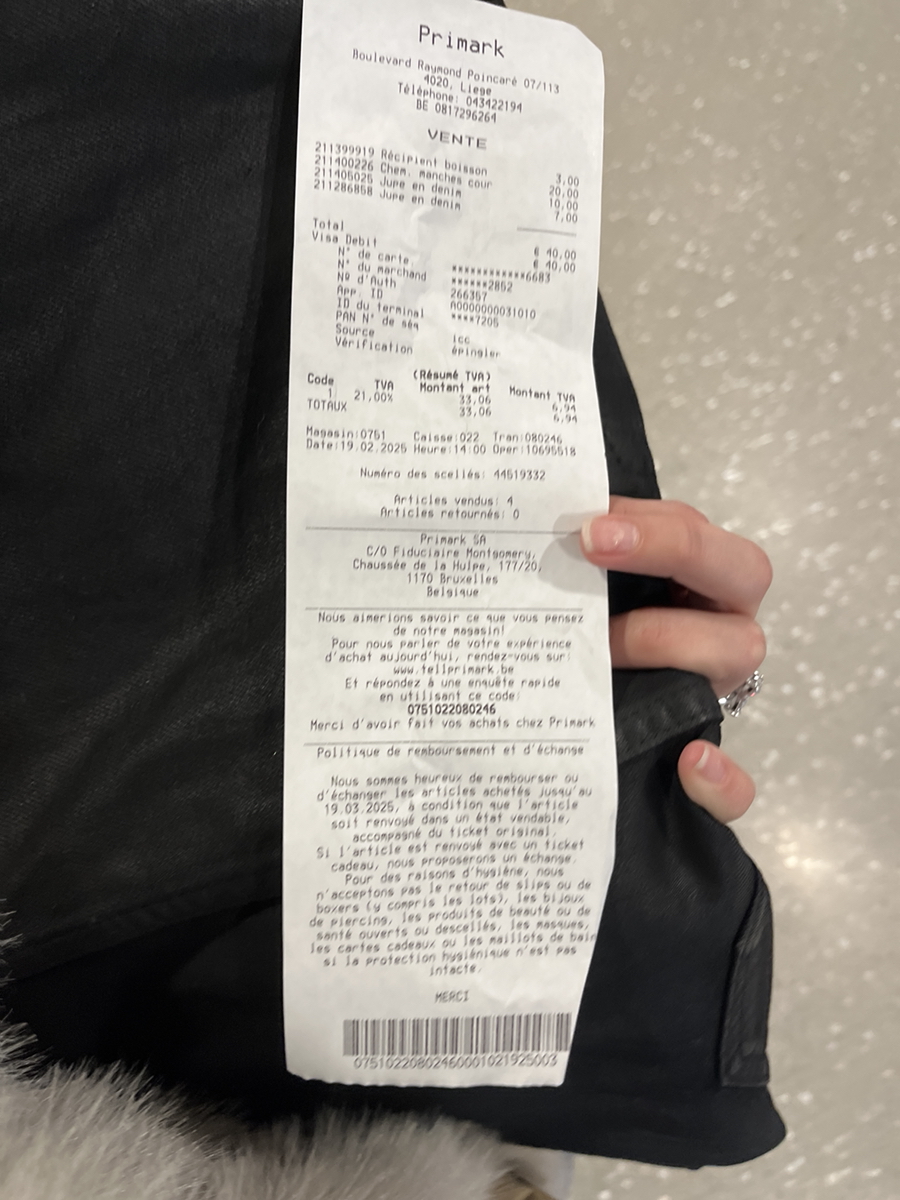 Primark
Boulevard Raymond Poincaré 07/113
4020, Liege
Téléphone: 043422194
BE 0817296264
VENTE
211399919 Récipient boisson 3,00
211400226 Chem. manches cour 20,00
211405025 Jupe en denim 10,00
211286858 Jupe en denim 7,00
Total € 40,00
Visa Debit € 40,00
N° de carte ************6683
N° du marchand ******2852
Nº d'Auth 266357
App. ID A0000000031010
ID du terminal ****7205
PAN N° de séq
Source icc
Vérification épingler
(Résumé TVA)
Code TVA Montant art Montant TVA
1 21,00% 33,06 6,94
TOTAUX 33,06 6,94
Magasin:0751 Caisse:022 Tran:080246
Date:19.02.2025 Heure:14:00 Oper:10695518
Numéro des scellés: 44519332
Articles vendus: 4
Articles retournés: 0
Primark SA
C/O Fiduciaire Montgomery,
Chaussée de la Hulpe, 177/20,
1170 Bruxelles
Belgique
Nous aimerions savoir ce que vous pensez
de notre magasin!
Pour nous parler de votre expérience
d'achat aujourd'hui, rendez-vous sur:
www.tellprimark.be
Et répondez à une enquête rapide
en utilisant ce code:
0751022080246
Merci d'avoir fait vos achats chez Primark
Politique de remboursement et d'échange
Nous sommes heureux de rembourser ou
d'échanger les articles achetés jusqu'au
19.03.2025, à condition que l'article
soit renvoyé dans un état vendable,
accompagné du ticket original.
Si l'article est renvoyé avec un ticket
cadeau, nous proposerons un échange.
Pour des raisons d'hygiène, nous
n'acceptons pas le retour de slips ou de
boxers (y compris les lots), les bijoux
de piercing, les produits de beauté ou de
santé ouverts ou descellés, les masques,
les cartes cadeaux ou les maillots de bain
si la protection hygiénique n'est pas
intacte.
MERCI
07510220802460001021925003